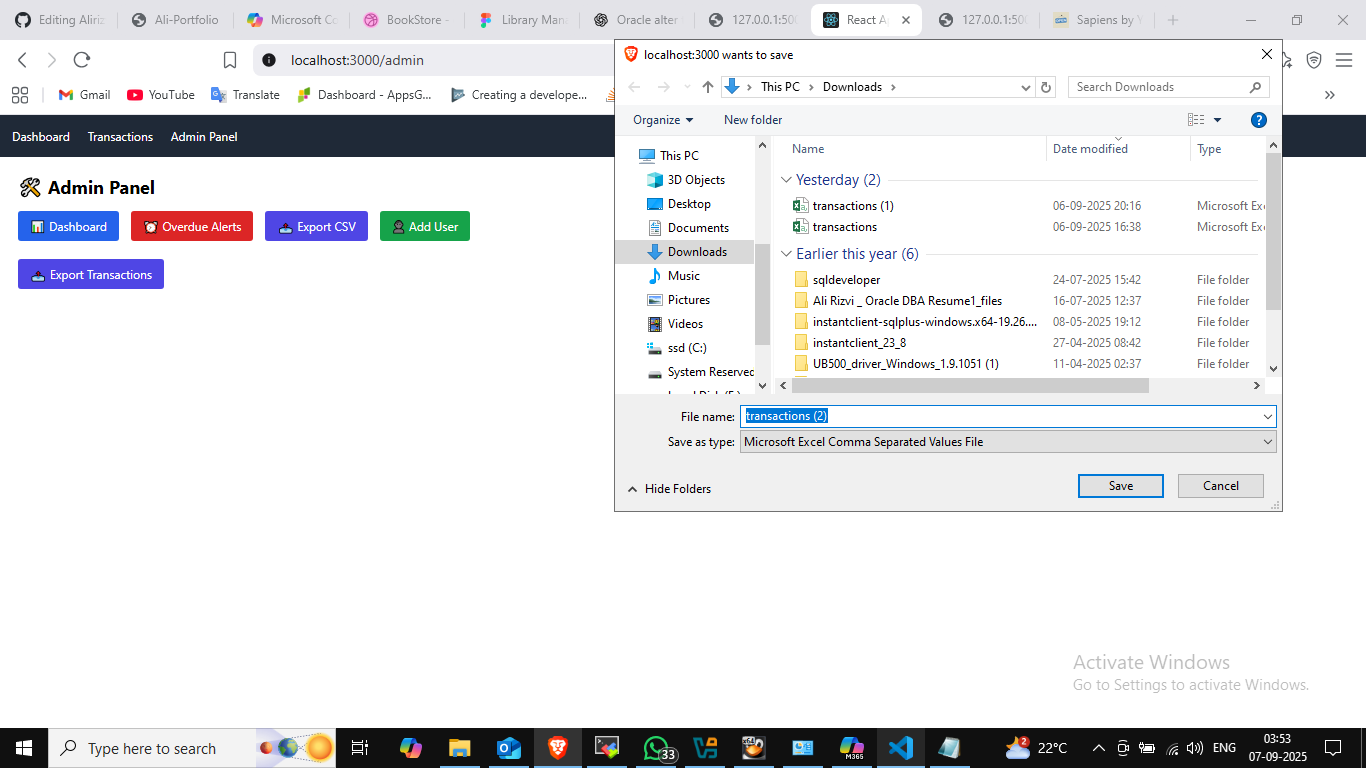 Editing Aliriz
Ali-Portfolio
Microsoft Co
BookStore -
Library Man
Oracle alter
127.0.0.1:500
React Ap
127.0.0.1:500
Sapiens by Y
localhost:3000/admin
Gmail
YouTube
Translate
Dashboard - AppsG...
Creating a develope...
Dashboard
Transactions
Admin Panel
Admin Panel
Dashboard
Overdue Alerts
Export CSV
Add User
Export Transactions
localhost:3000 wants to save
This PC
Downloads
Search Downloads
Organize
New folder
This PC
3D Objects
Desktop
Documents
Downloads
Music
Pictures
Videos
ssd (C:)
System Reserved
Name Date modified Type
Yesterday (2)
transactions (1) 06-09-2025 20:16 Microsoft Exc
transactions 06-09-2025 16:38 Microsoft Exc
Earlier this year (6)
sqldeveloper 24-07-2025 15:42 File folder
Ali Rizvi _ Oracle DBA Resume1_files 16-07-2025 12:37 File folder
instantclient-sqlplus-windows.x64-19.26.... 08-05-2025 19:12 File folder
instantclient_23_8 27-04-2025 08:42 File folder
UB500_driver_Windows_1.9.1051 (1) 11-04-2025 02:37 File folder
File name: transactions (2)
Save as type: Microsoft Excel Comma Separated Values File
Hide Folders
Save
Cancel
Activate Windows
Go to Settings to activate Windows.
Type here to search
x64
33
M365
22°C
ENG
03:53
07-09-2025